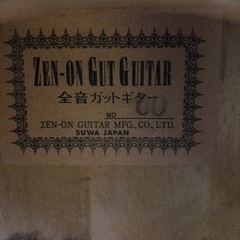 ZEN-ON GUT GUITAR
全音ガットギター
NO 60
ZEN-ON GUITAR MFG., CO., LTD.
SUWA JAPAN